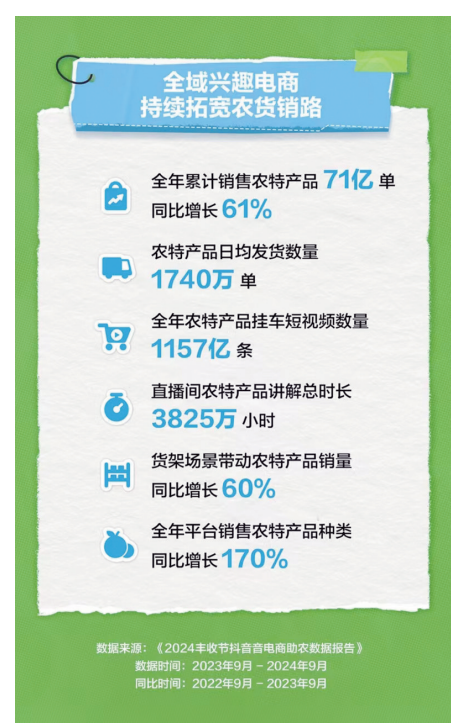 全域兴趣电商
持续拓宽农货销路
全年累计销售农特产品 71亿 单
同比增长 61%
农特产品日均发货数量
1740万 单
全年农特产品挂车短视频数量
1157亿 条
直播间农特产品讲解总时长
3825万 小时
货架场景带动农特产品销量
同比增长 60%
全年平台销售农特产品种类
同比增长 170%
数据来源：《2024丰收节抖音音电商助农数据报告》
数据时间：2023年9月 – 2024年9月
同比时间：2022年9月 – 2023年9月